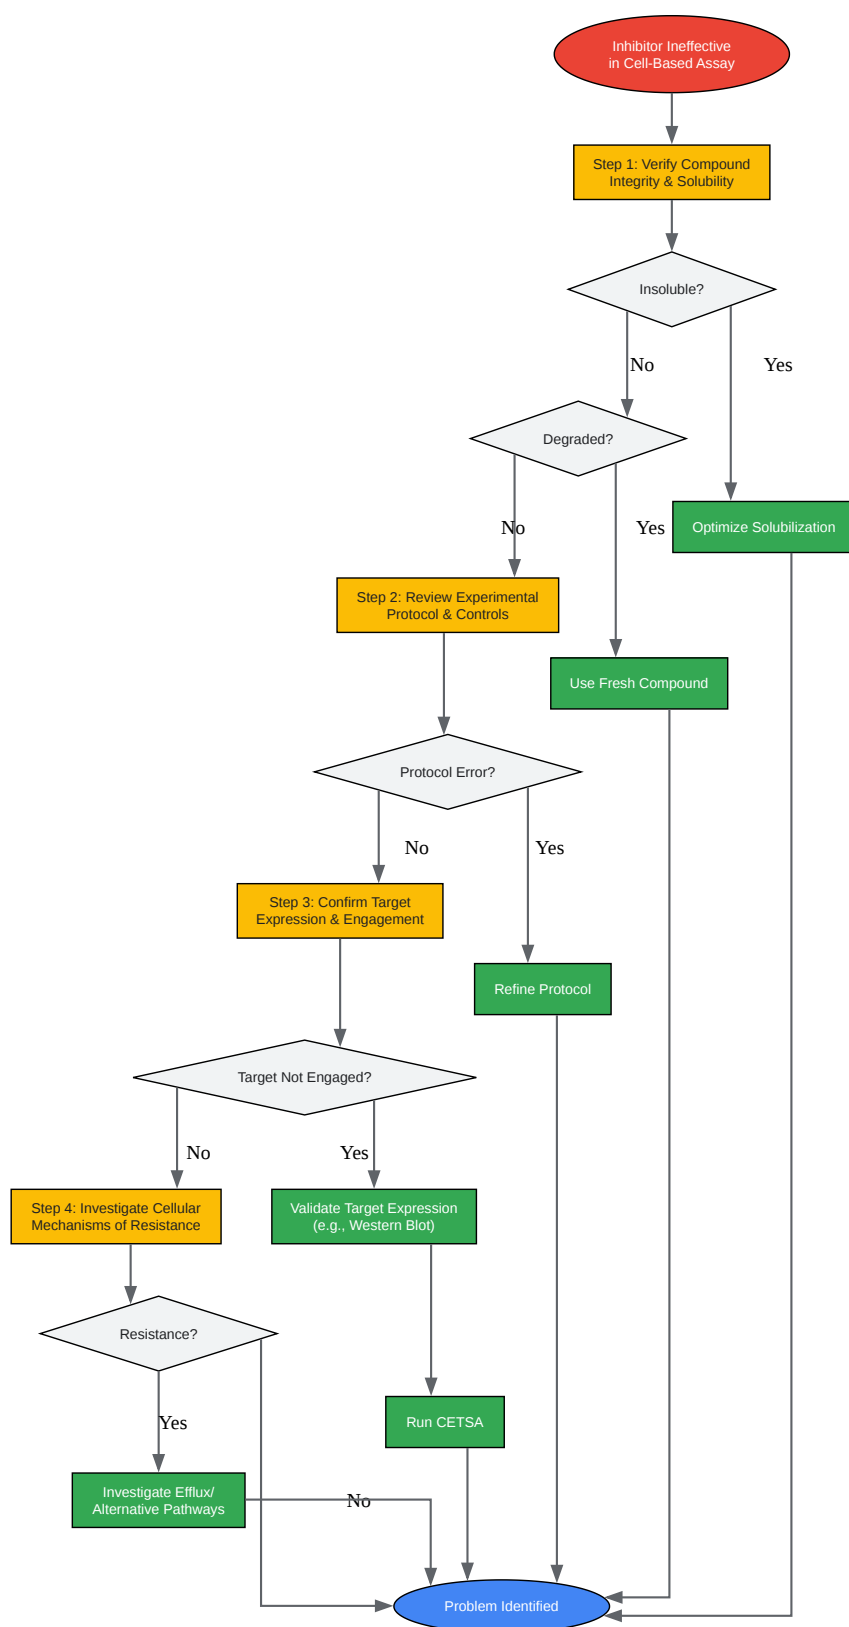 Inhibitor Ineffective
in Cell-Based Assay
Step 1: Verify Compound
Integrity & Solubility
Insoluble?
No
Yes
Degraded?
No
Yes
Optimize Solubilization
Step 2: Review Experimental
Protocol & Controls
Use Fresh Compound
Protocol Error?
No
Yes
Step 3: Confirm Target
Expression & Engagement
Refine Protocol
Target Not Engaged?
No
Yes
Step 4: Investigate Cellular
Mechanisms of Resistance
Validate Target Expression
(e.g., Western Blot)
Resistance?
Yes
Run CETSA
Investigate Efflux/
Alternative Pathways
No
Problem Identified